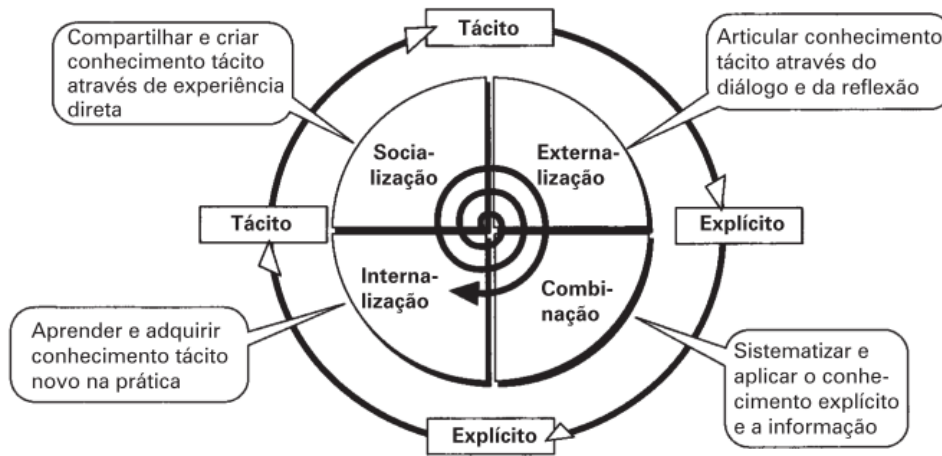 Tácito
Compartilhar e criar
conhecimento tácito
através de experiência
direta
Articular conhecimento
tácito através do
diálogo e da reflexão
Socia-
lização
Externa-
lização
Tácito
Explícito
Interna-
lização
Combi-
nação
Aprender e adquirir
conhecimento tácito
novo na prática
Sistematizar e
aplicar o conhe-
cimento explícito
e a informação
Explícito